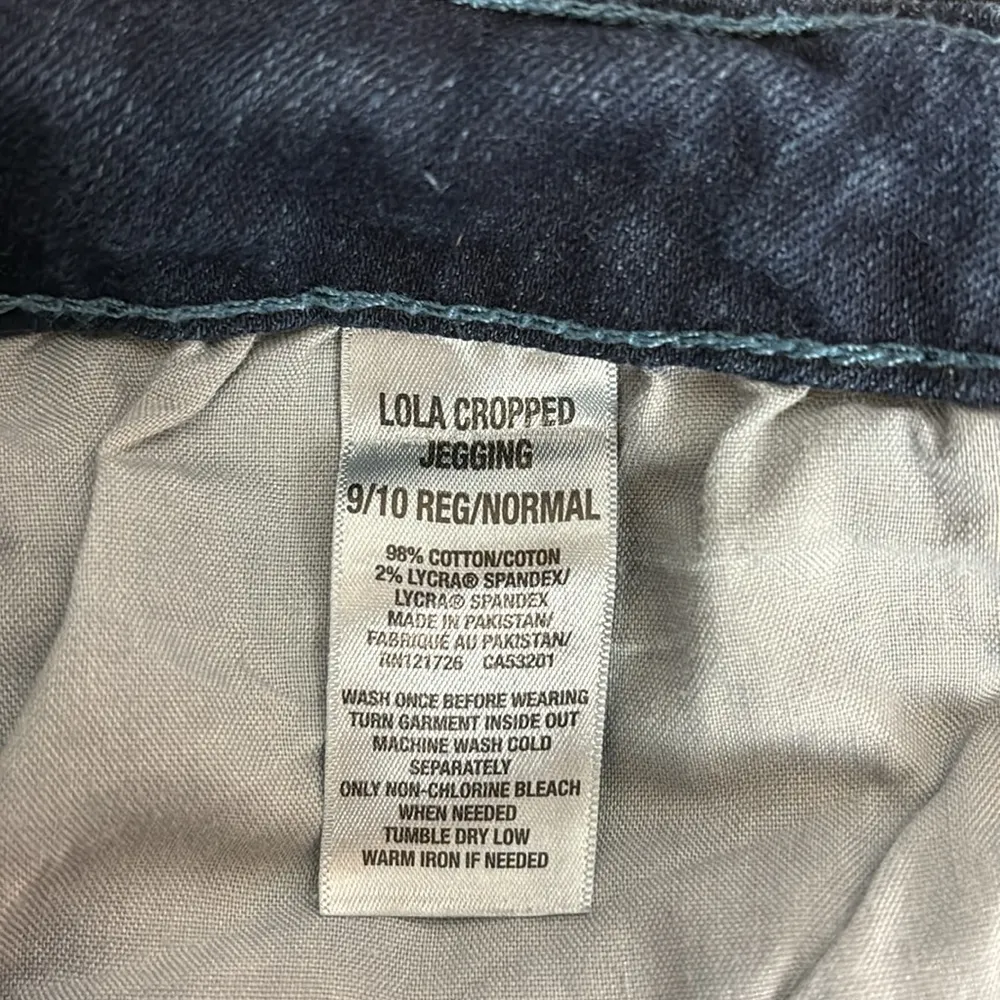 LOLA CROPPED
JEGGING
9/10 REG/NORMAL
98% COTTON/COTON
2% LYCRA® SPANDEX/
LYCRA® SPANDEX
MADE IN PAKISTAN/
FABRIQUÉ AU PAKISTAN/
RN121726 CA53201
WASH ONCE BEFORE WEARING
TURN GARMENT INSIDE OUT
MACHINE WASH COLD
SEPARATELY
ONLY NON-CHLORINE BLEACH
WHEN NEEDED
TUMBLE DRY LOW
WARM IRON IF NEEDED